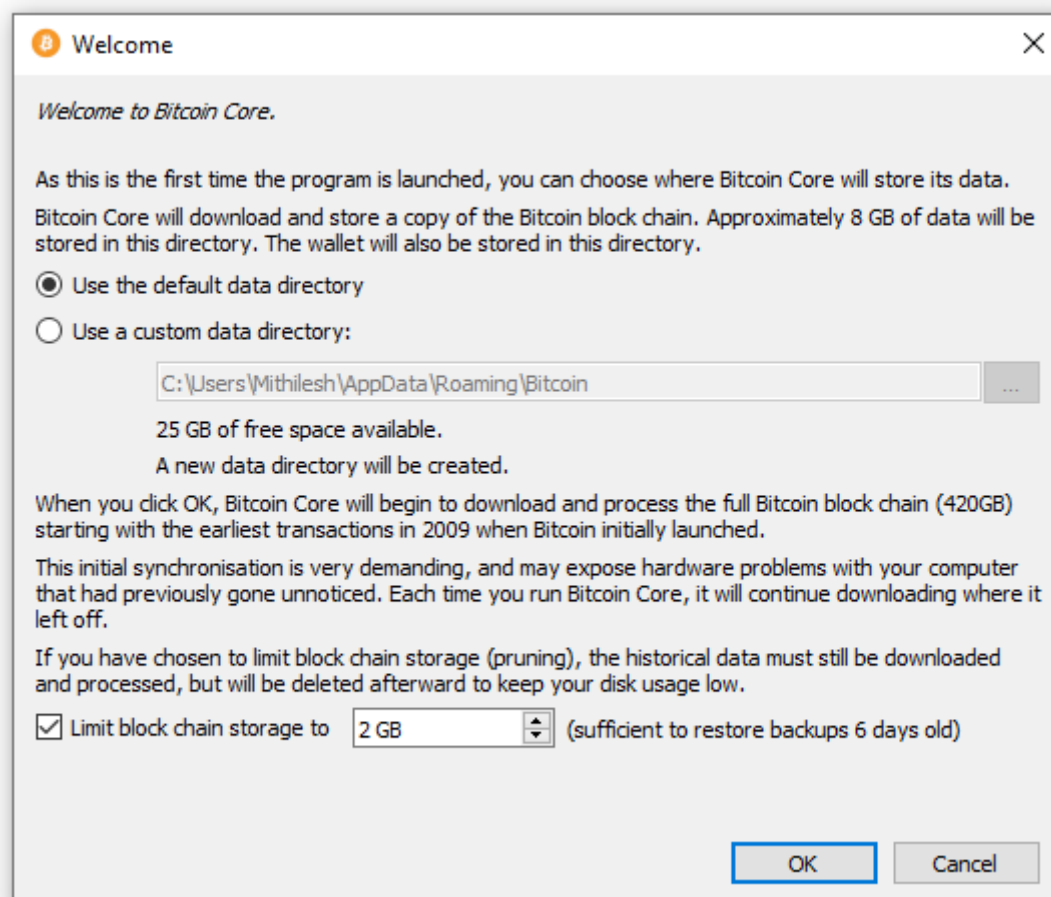 Welcome
Welcome to Bitcoin Core.
As this is the first time the program is launched, you can choose where Bitcoin Core will store its data.
Bitcoin Core will download and store a copy of the Bitcoin block chain. Approximately 8 GB of data will be
stored in this directory. The wallet will also be stored in this directory.
Use the default data directory
Use a custom data directory:
C:\Users\Mithilesh\AppData\Roaming\Bitcoin
...
25 GB of free space available.
A new data directory will be created.
When you click OK, Bitcoin Core will begin to download and process the full Bitcoin block chain (420GB)
starting with the earliest transactions in 2009 when Bitcoin initially launched.
This initial synchronisation is very demanding, and may expose hardware problems with your computer
that had previously gone unnoticed. Each time you run Bitcoin Core, it will continue downloading where it
left off.
If you have chosen to limit block chain storage (pruning), the historical data must still be downloaded
and processed, but will be deleted afterward to keep your disk usage low.
Limit block chain storage to 2 GB (sufficient to restore backups 6 days old)
OK Cancel